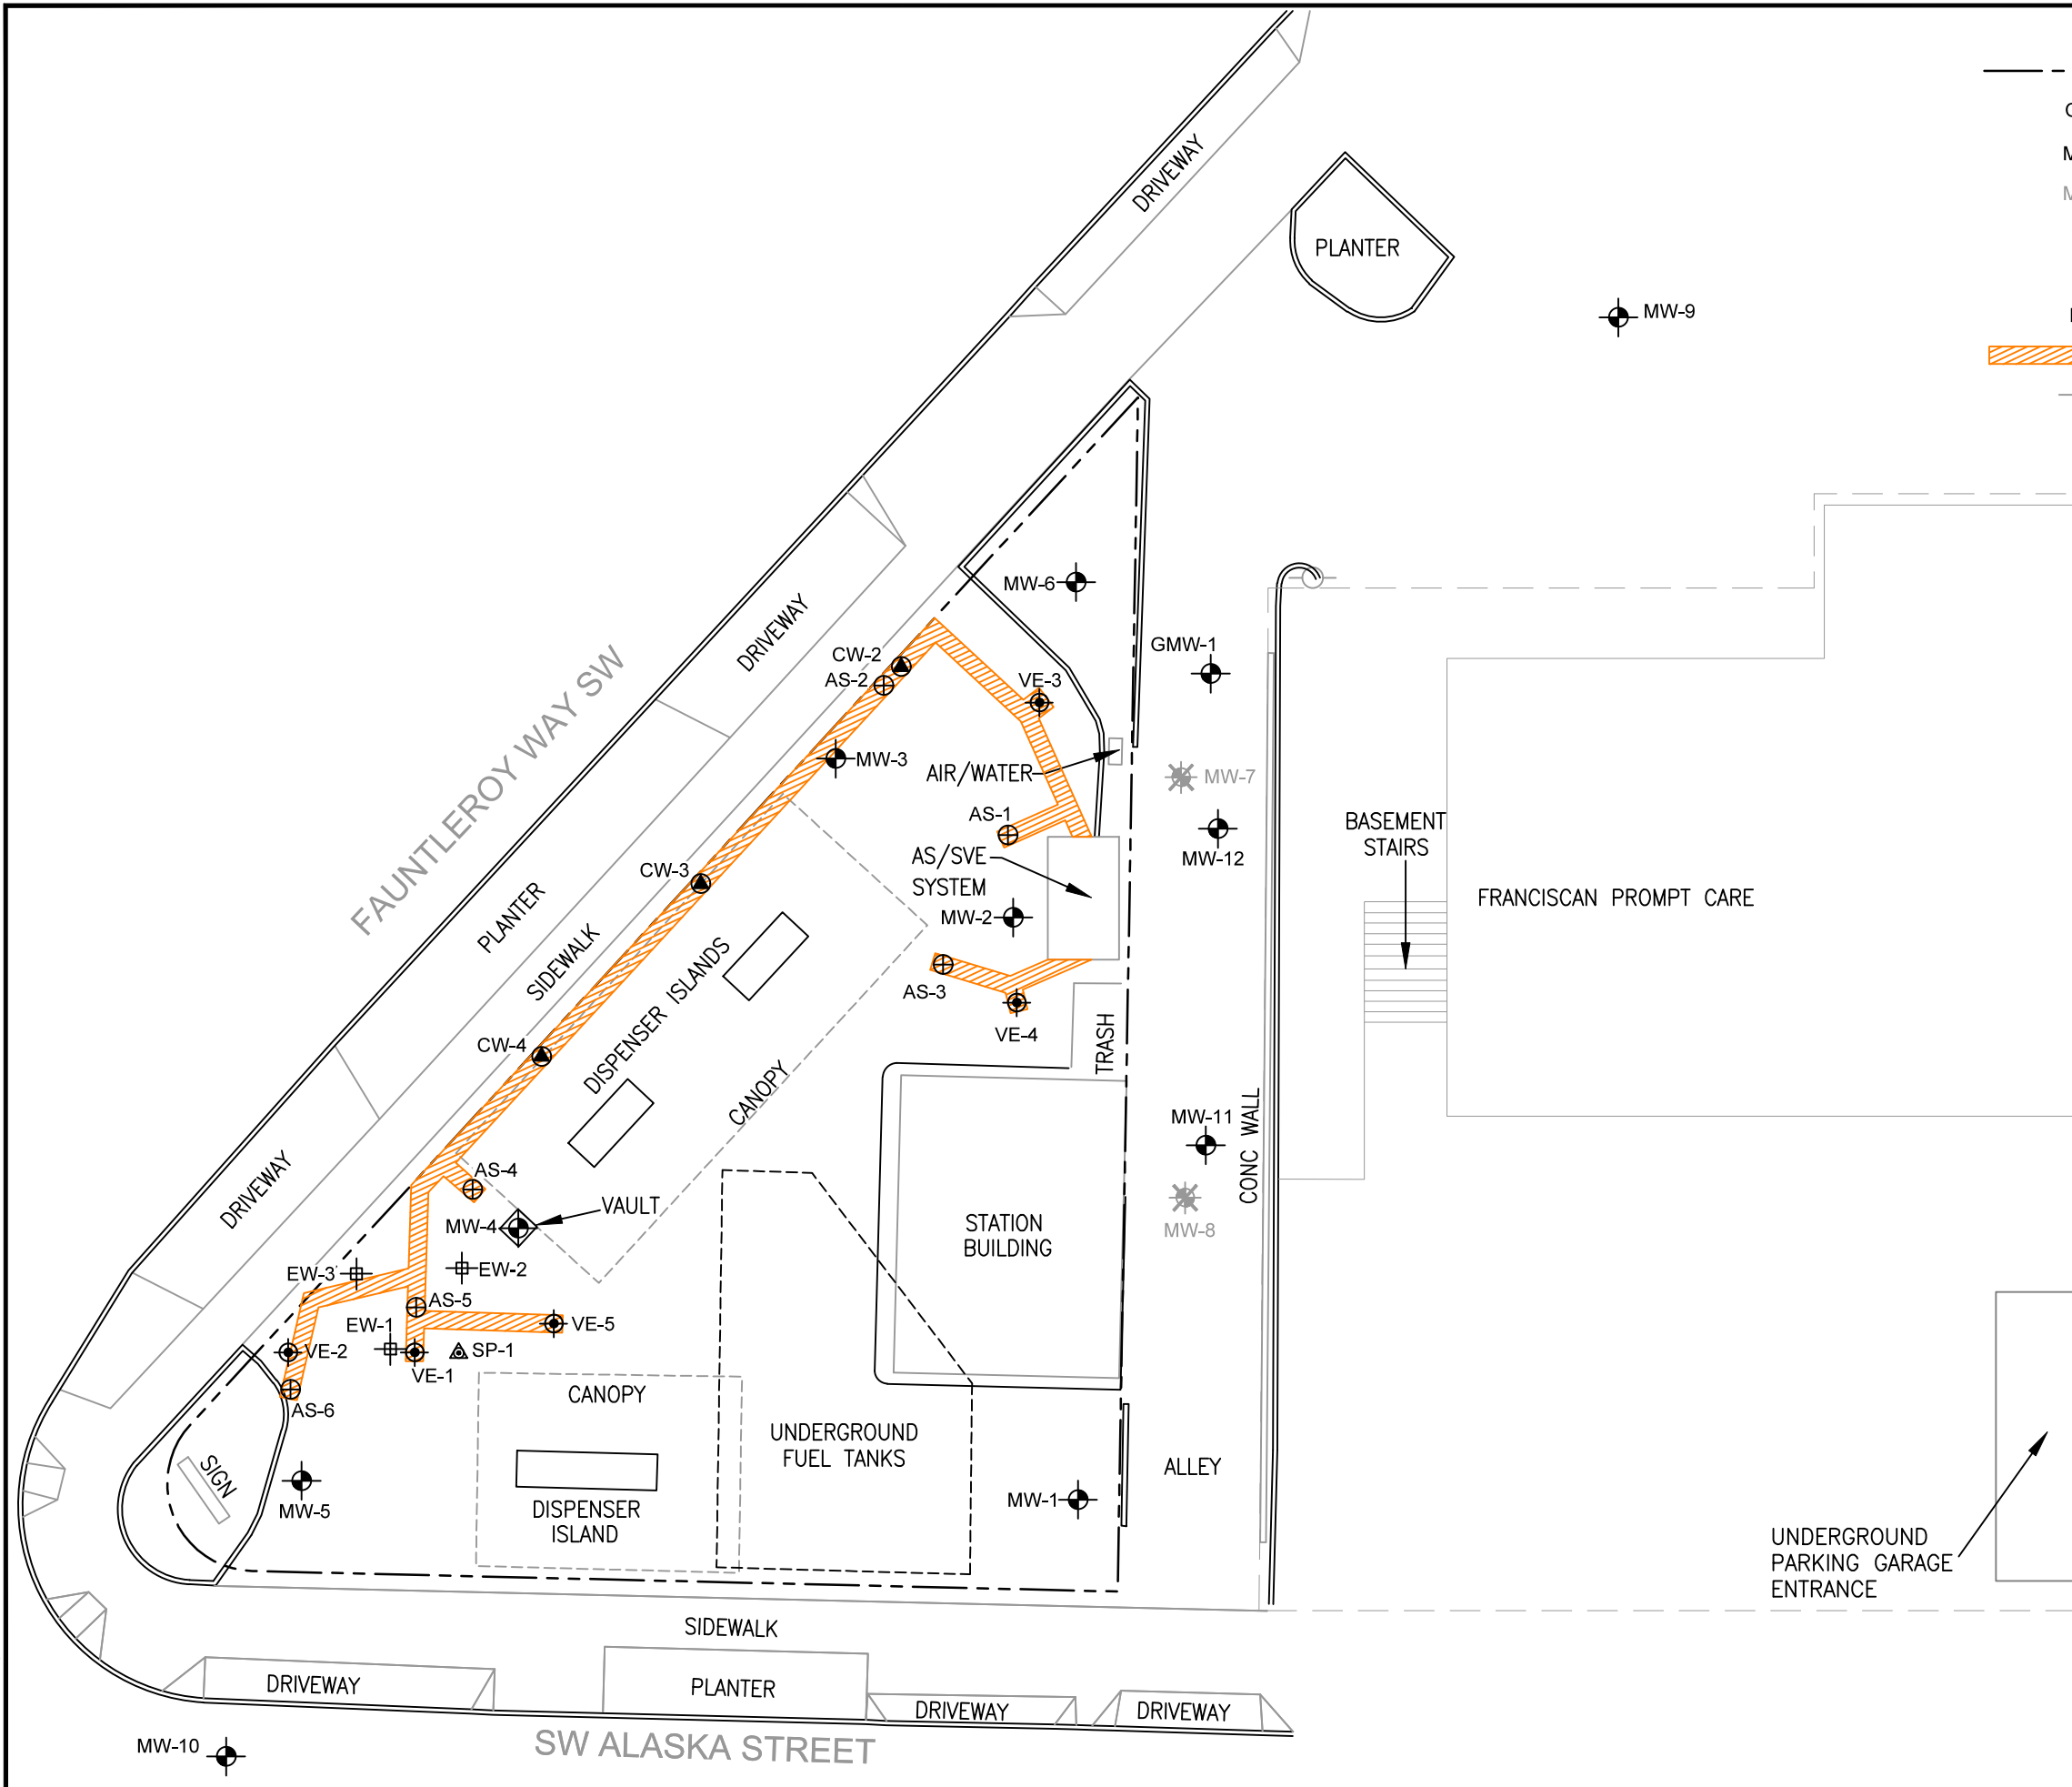 DRIVEWAY
PLANTER
MW-9
MW-6
GMW-1
DRIVEWAY
CW-2
AS-2
VE-3
FAUNTLEROY WAY SW
MW-3
AIR/WATER
MW-7
AS-1
MW-12
BASEMENT
STAIRS
AS/SVE
SYSTEM
CW-3
MW-2
FRANCISCAN PROMPT CARE
PLANTER
SIDEWALK
DISPENSER ISLANDS
AS-3
VE-4
TRASH
CW-4
CANOPY
MW-11
CONC WALL
DRIVEWAY
AS-4
VAULT
MW-4
STATION
BUILDING
MW-8
EW-3
EW-2
AS-5
EW-1
VE-5
VE-2
SP-1
VE-1
AS-6
CANOPY
UNDERGROUND
FUEL TANKS
ALLEY
SIGN
MW-5
MW-1
DISPENSER
ISLAND
UNDERGROUND
PARKING GARAGE
ENTRANCE
SIDEWALK
DRIVEWAY
PLANTER
DRIVEWAY
DRIVEWAY
MW-10
SW ALASKA STREET